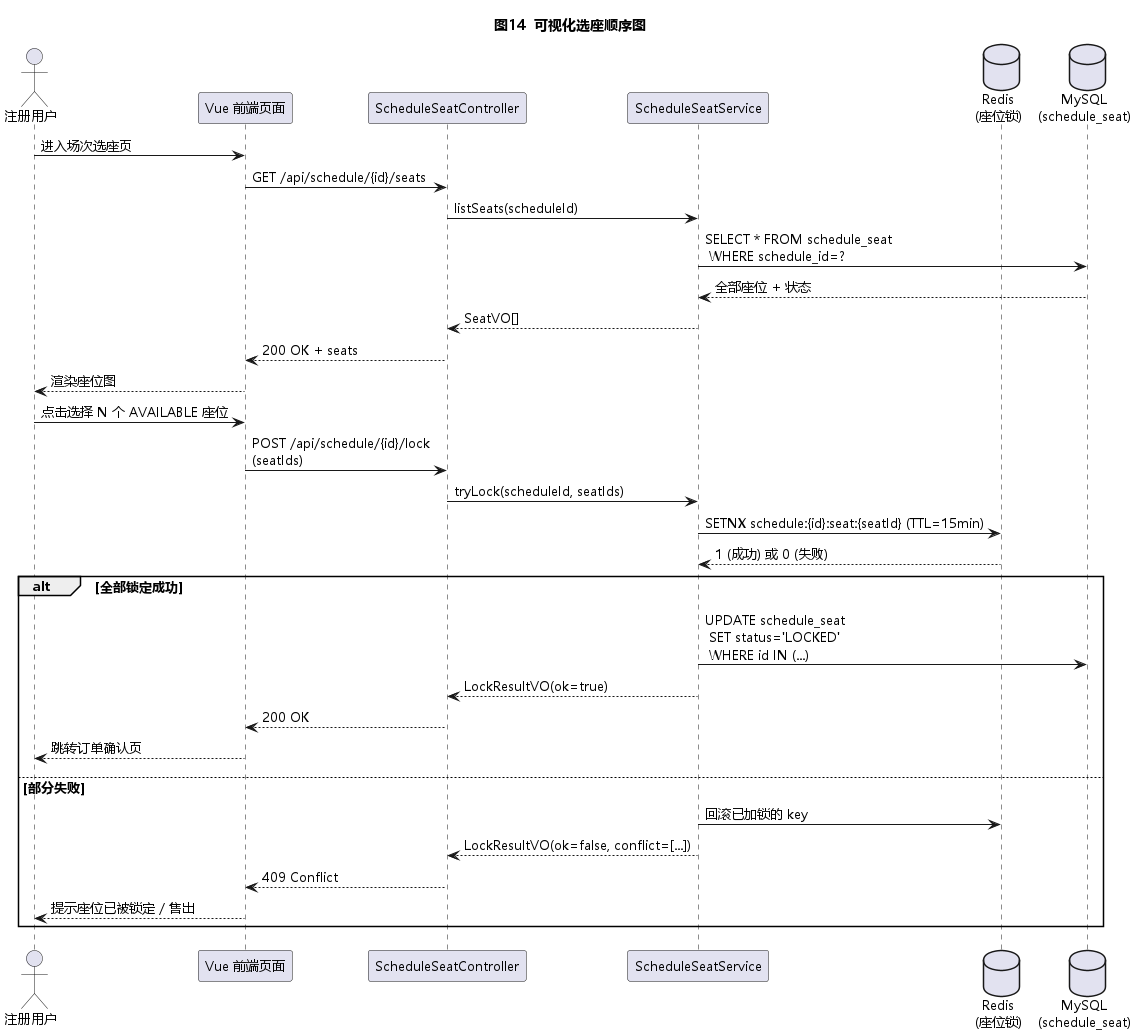 图14 可视化选座顺序图
注册用户
Vue 前端页面
ScheduleSeatController
ScheduleSeatService
Redis
(座位锁)
MySQL
(schedule_seat)
进入场次选座页
GET /api/schedule/{id}/seats
listSeats(scheduleId)
SELECT * FROM schedule_seat
WHERE schedule_id=?
全部座位 + 状态
SeatVO[]
200 OK + seats
渲染座位图
点击选择 N 个 AVAILABLE 座位
POST /api/schedule/{id}/lock
(seatIds)
tryLock(scheduleId, seatIds)
SETNX schedule:{id}:seat:{seatId} (TTL=15min)
1 (成功) 或 0 (失败)
alt [全部锁定成功]
UPDATE schedule_seat
SET status='LOCKED'
WHERE id IN (...)
LockResultVO(ok=true)
200 OK
跳转订单确认页
[部分失败]
回滚已加锁的 key
LockResultVO(ok=false, conflict=[...])
409 Conflict
提示座位已被锁定 / 售出
注册用户
Vue 前端页面
ScheduleSeatController
ScheduleSeatService
Redis
(座位锁)
MySQL
(schedule_seat)